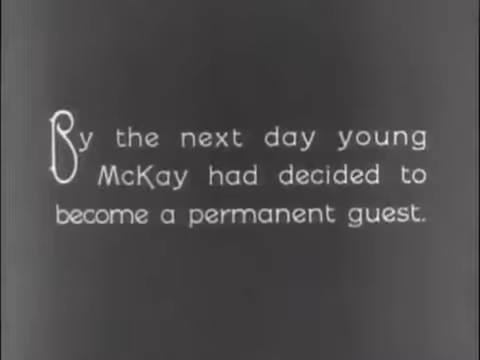 By the next day young
McKay had decided to
become a permanent guest.